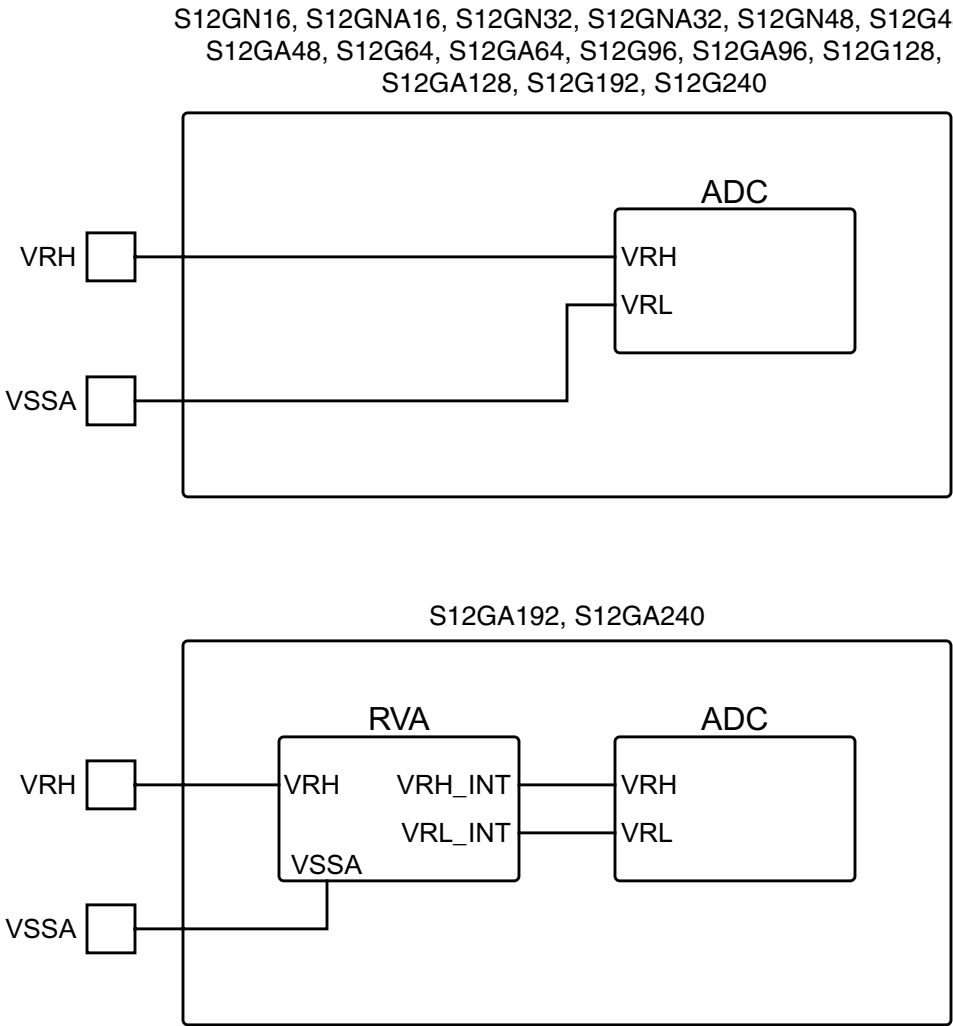 S12GN16, S12GNA16, S12GN32, S12GNA32, S12GN48, S12G4
S12GA48, S12G64, S12GA64, S12G96, S12GA96, S12G128,
S12GA128, S12G192, S12G240
ADC
VRH
VRH
VRL
VSSA
S12GA192, S12GA240
RVA
ADC
VRH
VRH
VRH_INT
VRH
VRL_INT
VRL
VSSA
VSSA